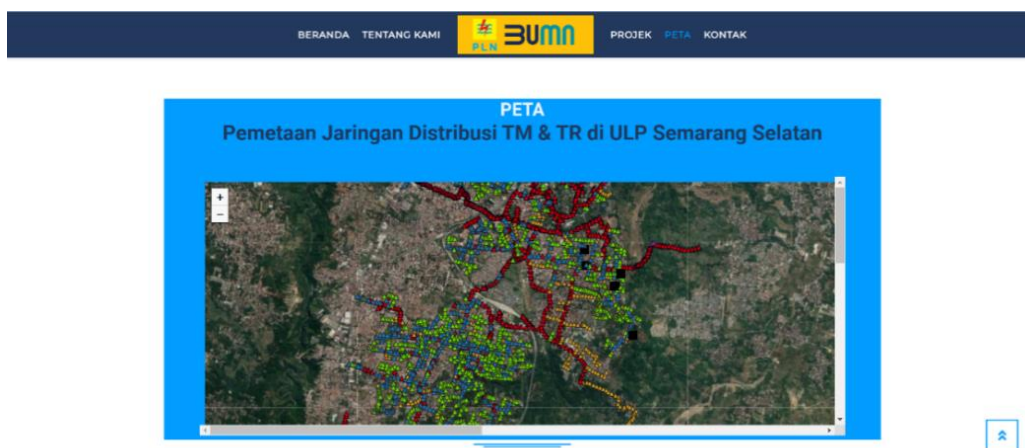 BERANDA TENTANG KAMI PLN BUMN PROJEK PETA KONTAK
PETA
Pemetaan Jaringan Distribusi TM & TR di ULP Semarang Selatan
+
−